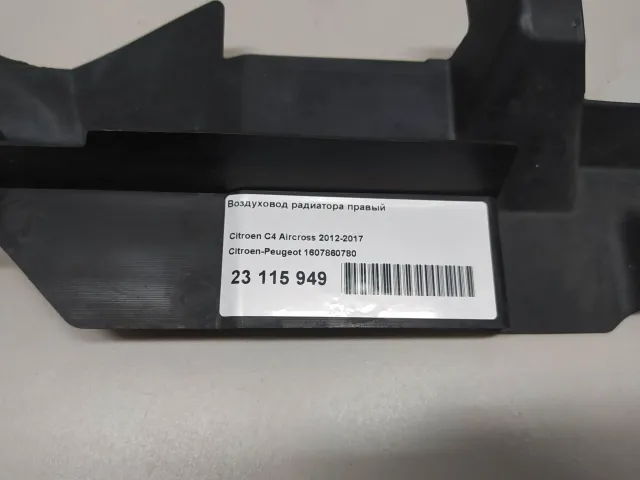 Воздуховод радиатора правый
Citroen C4 Aircross 2012-2017
Citroen-Peugeot 1607860780
23 115 949